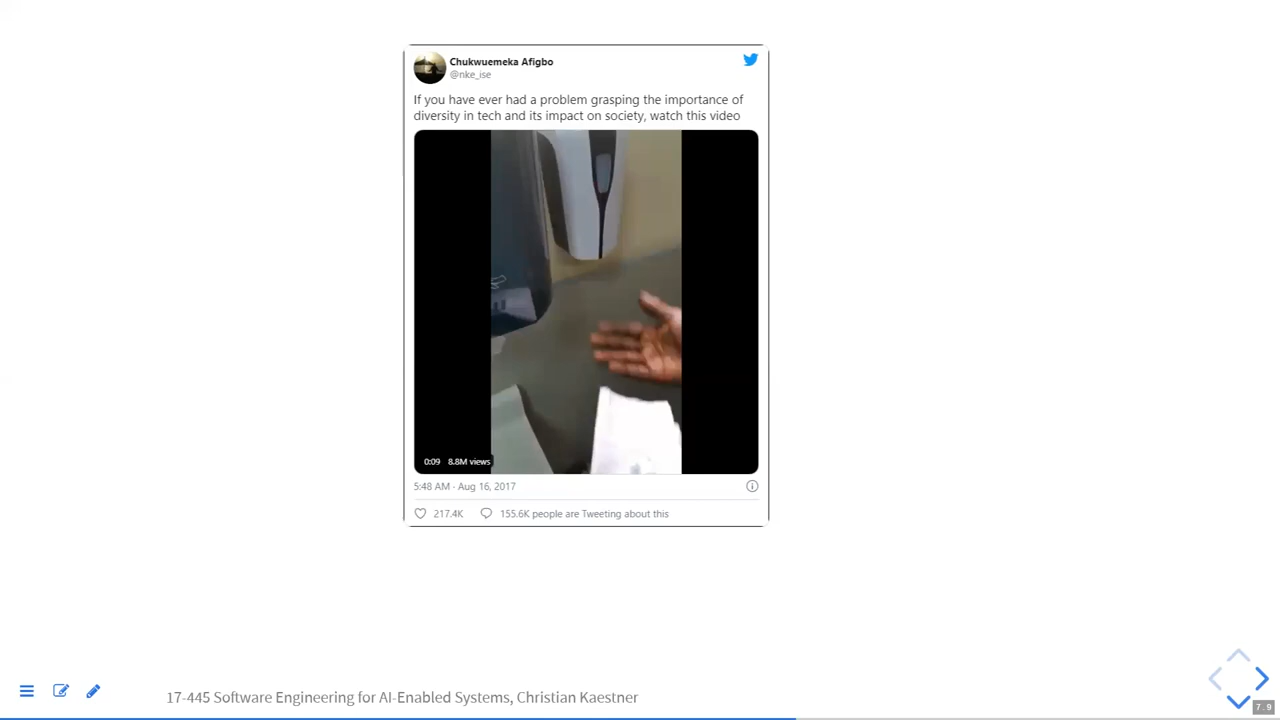 Chukwuemeka Afigbo
@nke_ise
If you have ever had a problem grasping the importance of
diversity in tech and its impact on society, watch this video
0:09 8.8M views
5:48 AM · Aug 16, 2017
217.4K 155.6K people are Tweeting about this
17-445 Software Engineering for AI-Enabled Systems, Christian Kaestner
7.9